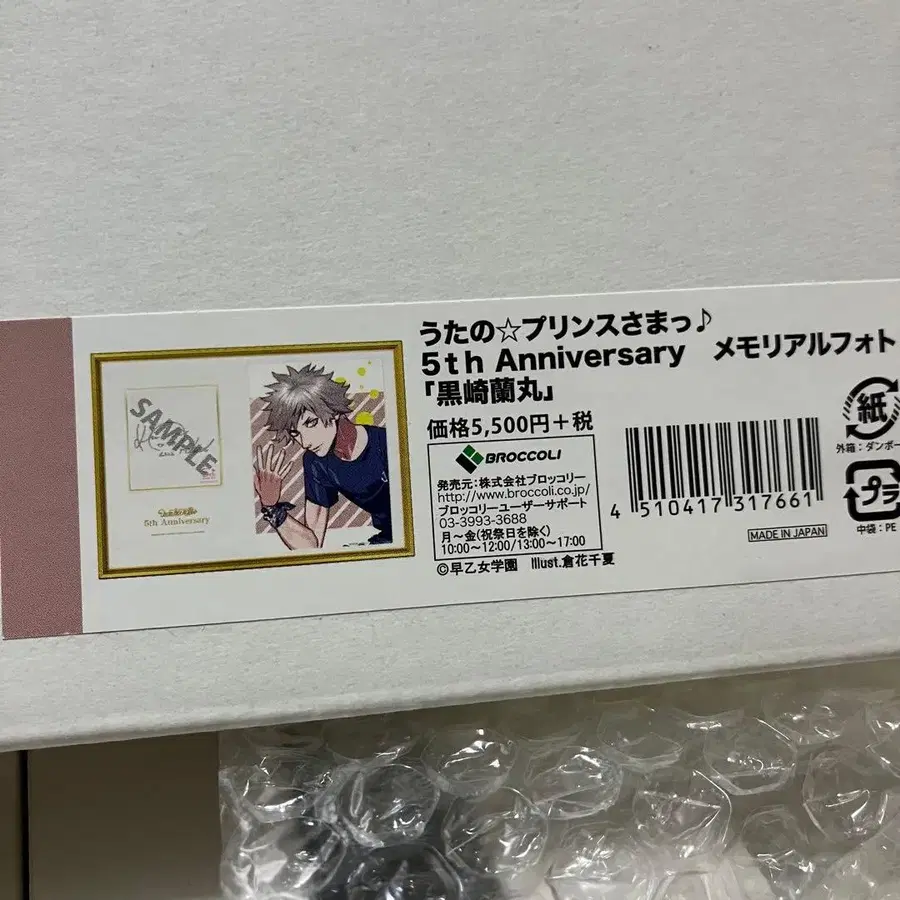 うたの☆プリンスさまっ♪
5th Anniversary メモリアルフォト
「黒崎蘭丸」
価格5,500円＋税
BROCCOLI
発売元：株式会社ブロッコリー
http://www.broccoli.co.jp/
ブロッコリーユーザーサポート
03-3993-3688
月～金(祝祭日を除く)
10:00～12:00/13:00～17:00
©早乙女学園 Illust.倉花千夏
4 510417 317661
MADE IN JAPAN
紙
外箱：ダンボー
プラ
中袋：PE
SAMPLE
5th Anniversary